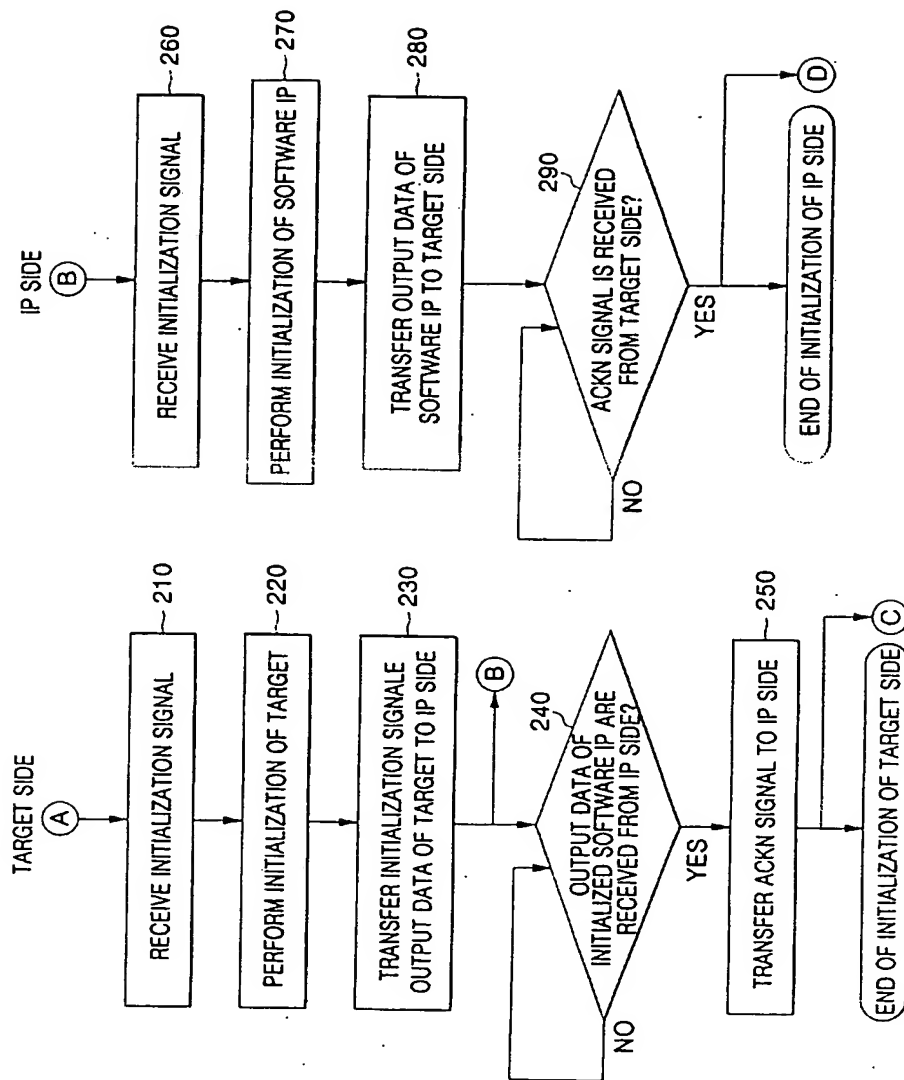 TARGET SIDE
A
RECEIVE INITIALIZATION SIGNAL
210
PERFORM INITIALIZATION OF TARGET
220
TRANSFER INITIALIZATION SIGNALE
OUTPUT DATA OF TARGET TO IP SIDE
230
B
OUTPUT DATA OF
INITIALIZED SOFTWARE IP ARE
RECEIVED FROM IP SIDE?
240
NO
YES
TRANSFER ACKN SIGNAL TO IP SIDE
250
C
END OF INITIALIZATION OF TARGET SIDE
IP SIDE
B
RECEIVE INITIALIZATION SIGNAL
260
PERFORM INITIALIZATION OF SOFTWARE IP
270
TRANSFER OUTPUT DATA OF
SOFTWARE IP TO TARGET SIDE
280
ACKN SIGNAL IS RECEIVED
FROM TARGET SIDE?
290
NO
YES
D
END OF INITIALIZATION OF IP SIDE